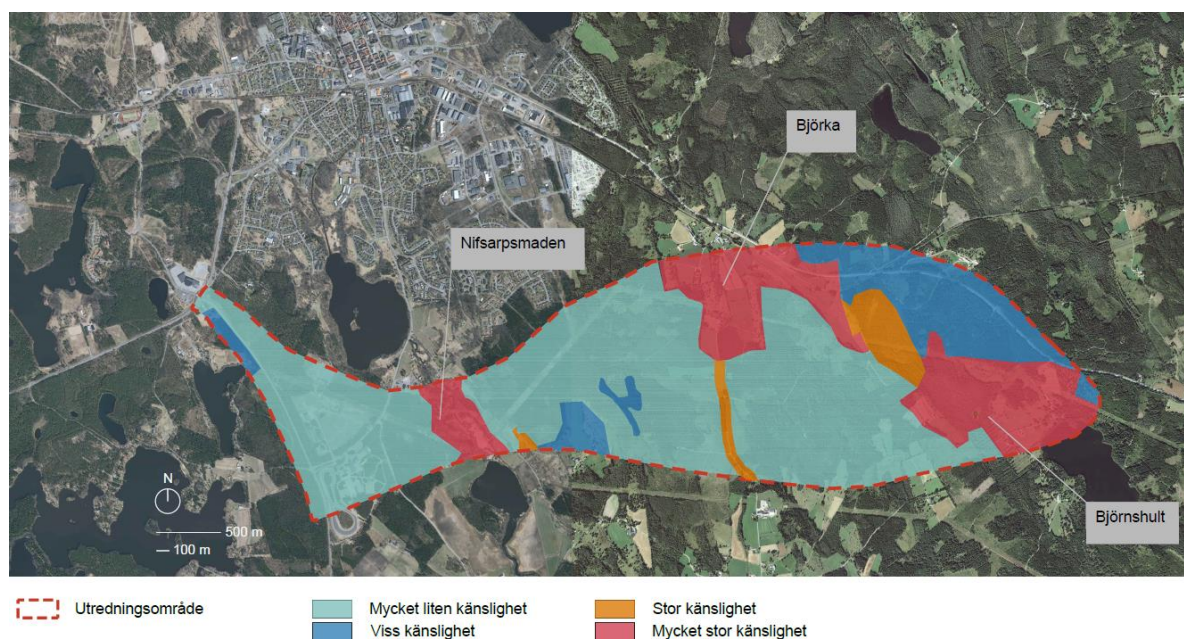 Björka
Nifsarpsmaden
N
500 m
100 m
Björnshult
Utredningsområde
Mycket liten känslighet
Stor känslighet
Viss känslighet
Mycket stor känslighet